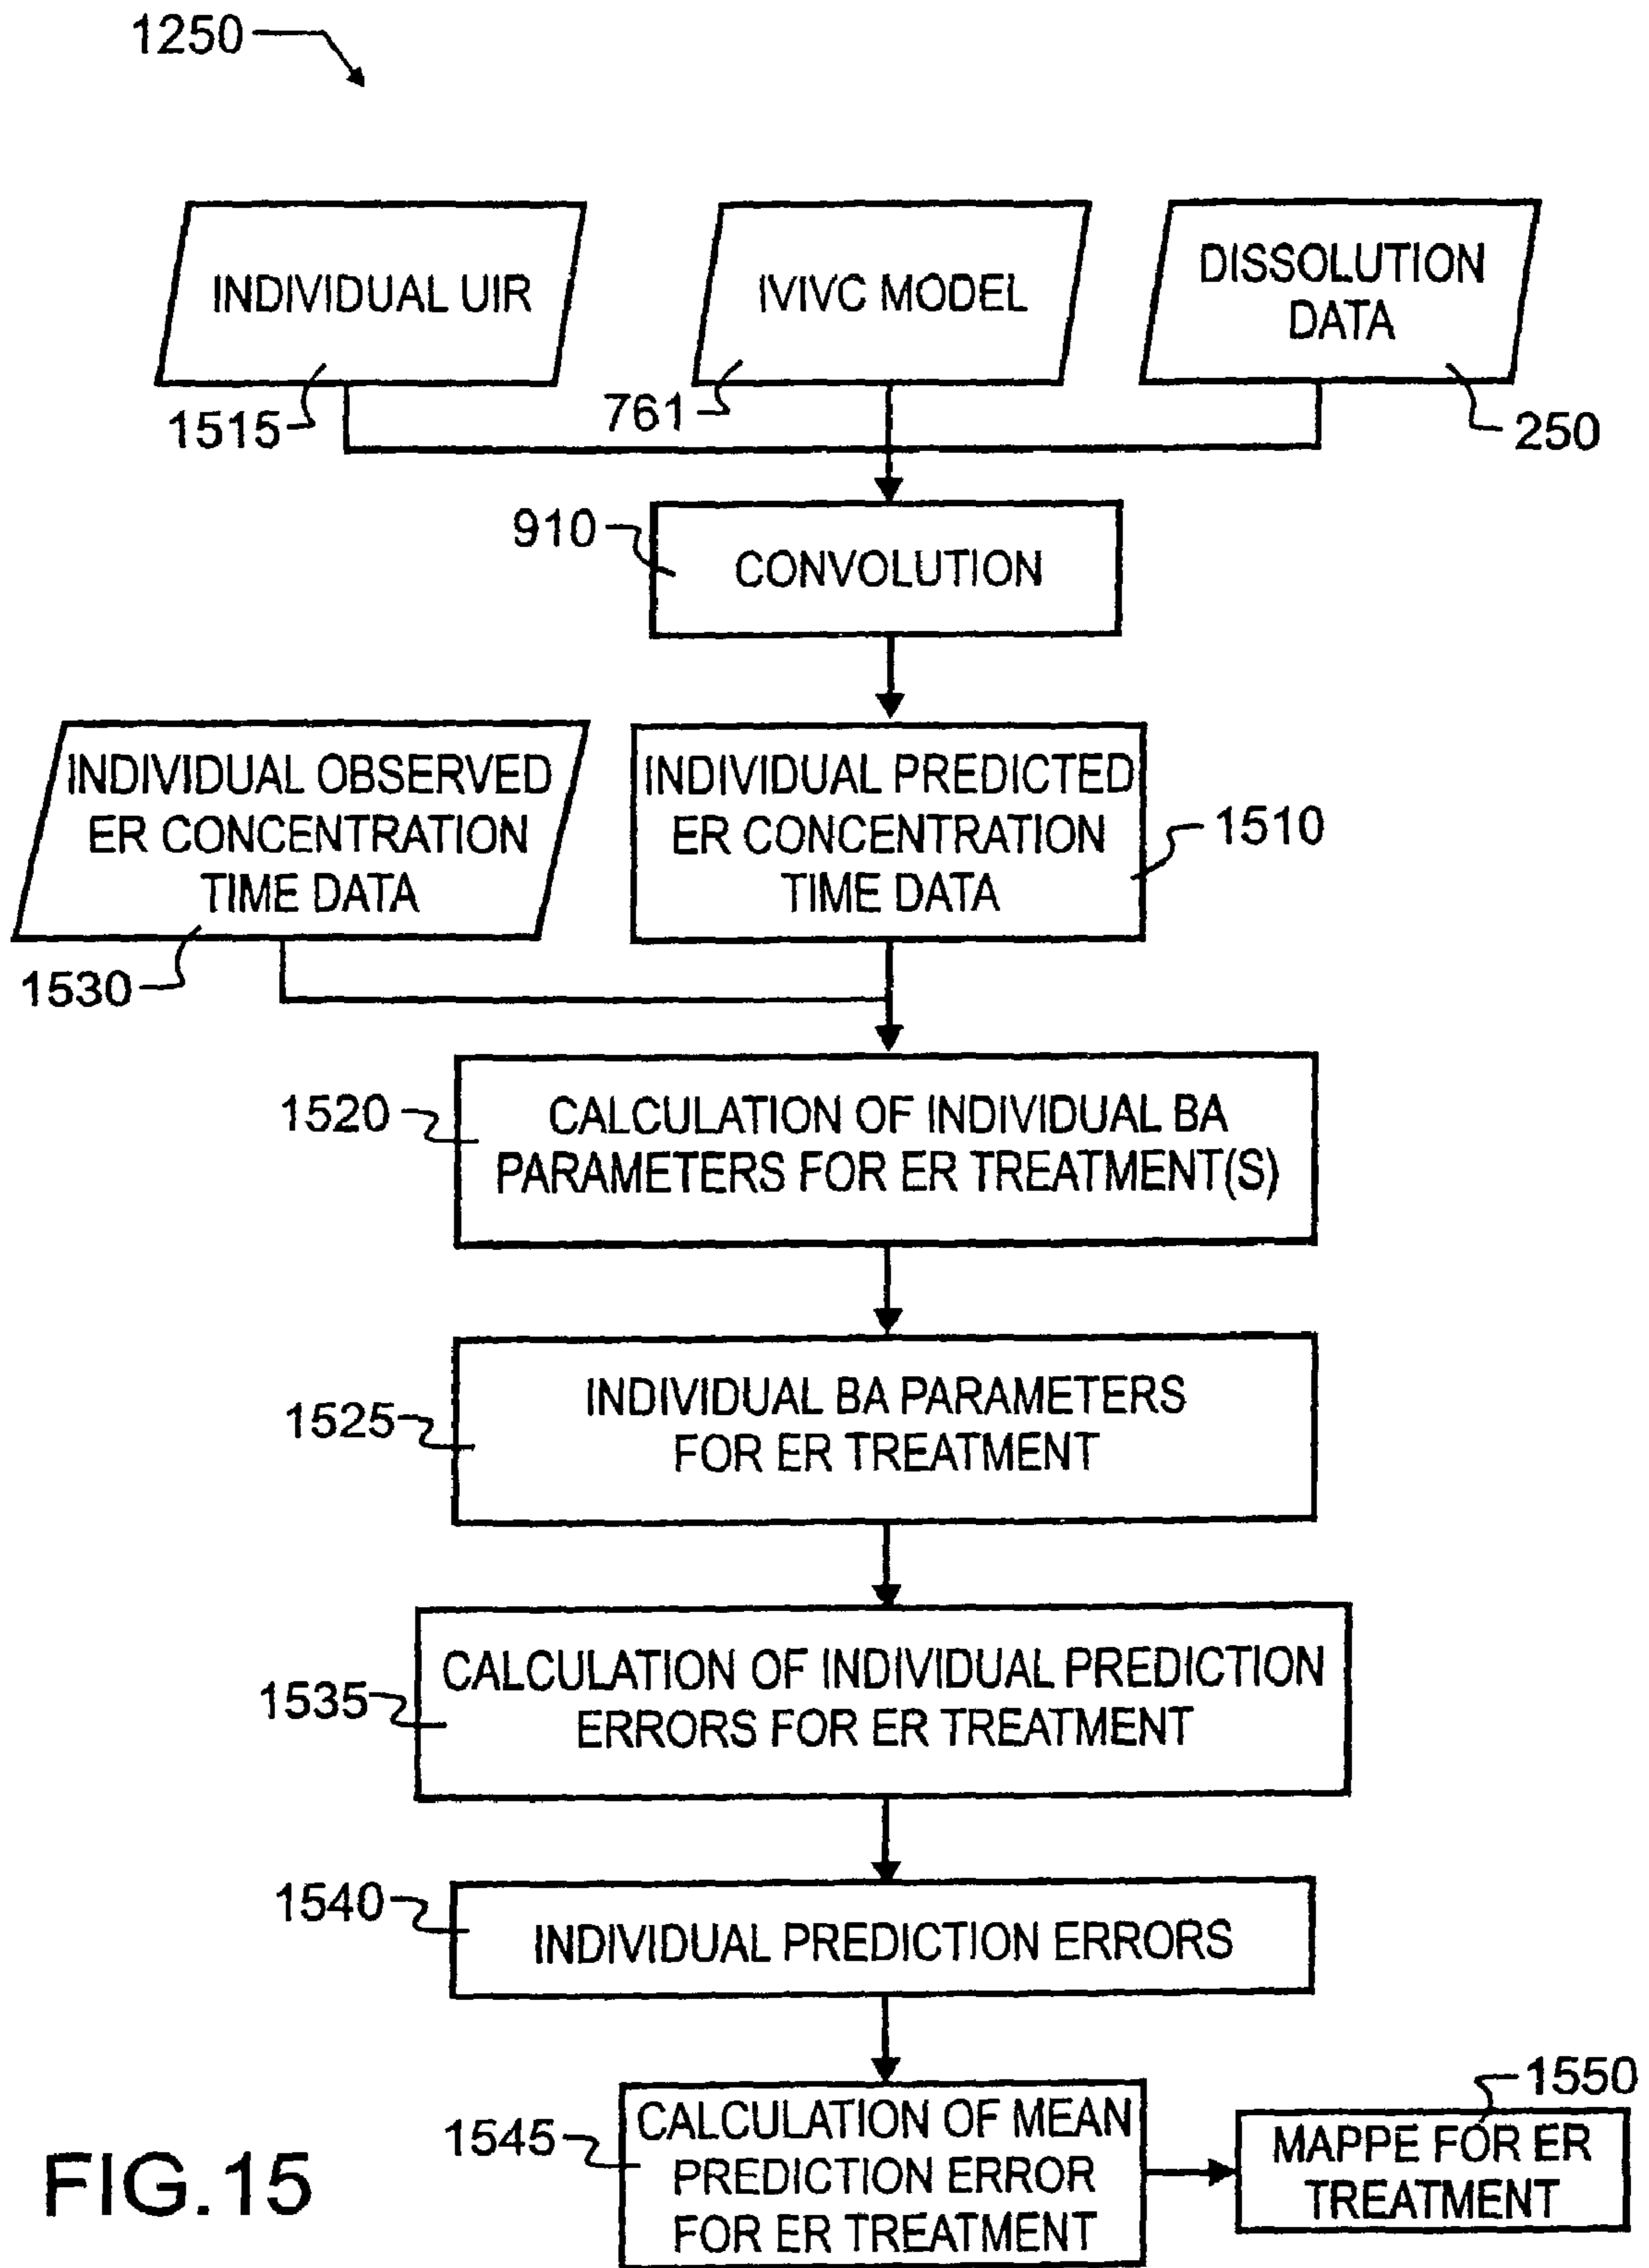 1250
INDIVIDUAL UIR
IVIVC MODEL
DISSOLUTION
DATA
1515
761
250
910
CONVOLUTION
INDIVIDUAL OBSERVED
ER CONCENTRATION
TIME DATA
INDIVIDUAL PREDICTED
ER CONCENTRATION
TIME DATA
1510
1530
1520
CALCULATION OF INDIVIDUAL BA
PARAMETERS FOR ER TREATMENT(S)
1525
INDIVIDUAL BA PARAMETERS
FOR ER TREATMENT
1535
CALCULATION OF INDIVIDUAL PREDICTION
ERRORS FOR ER TREATMENT
1540
INDIVIDUAL PREDICTION ERRORS
1545
CALCULATION OF MEAN
PREDICTION ERROR
FOR ER TREATMENT
1550
MAPPE FOR ER
TREATMENT
FIG.15